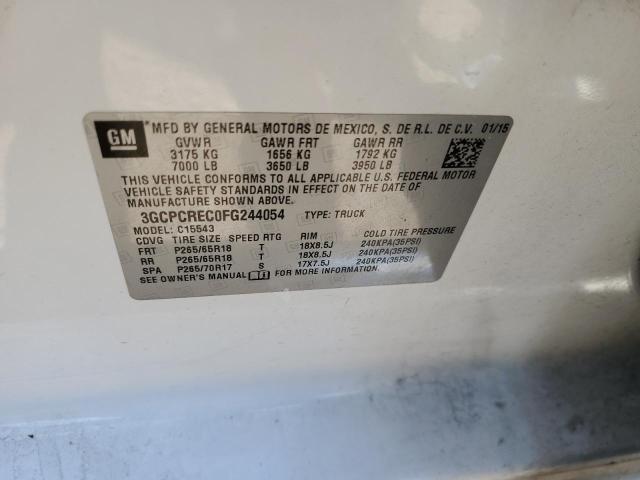 GM
*MFD BY GENERAL MOTORS DE MEXICO, S. DE R.L. DE C.V. 01/15
GVWR GAWR FRT GAWR RR
3175 KG 1656 KG 1792 KG
7000 LB 3650 LB 3950 LB
THIS VEHICLE CONFORMS TO ALL APPLICABLE U.S. FEDERAL MOTOR
VEHICLE SAFETY STANDARDS IN EFFECT ON THE DATE OF
MANUFACTURE SHOWN ABOVE.
3GCPCREC0FG244054 TYPE: TRUCK
MODEL: C15543
CDVG TIRE SIZE SPEED RTG RIM COLD TIRE PRESSURE
FRT P265/65R18 T 18X8.5J 240KPA(35PSI)
RR P265/65R18 T 18X8.5J 240KPA(35PSI)
SPA P265/70R17 S 17X7.5J 240KPA(35PSI)
SEE OWNER'S MANUAL FOR MORE INFORMATION